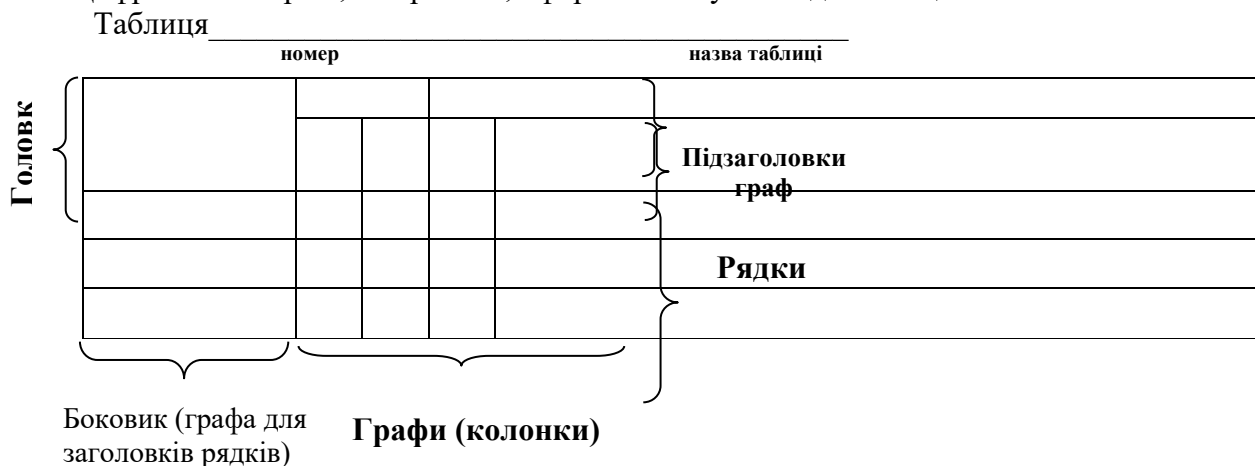 Таблиця
номер назва таблиці
Головк
Підзаголовки
граф
Рядки
Боковик (графа для
заголовків рядків)
Графи (колонки)